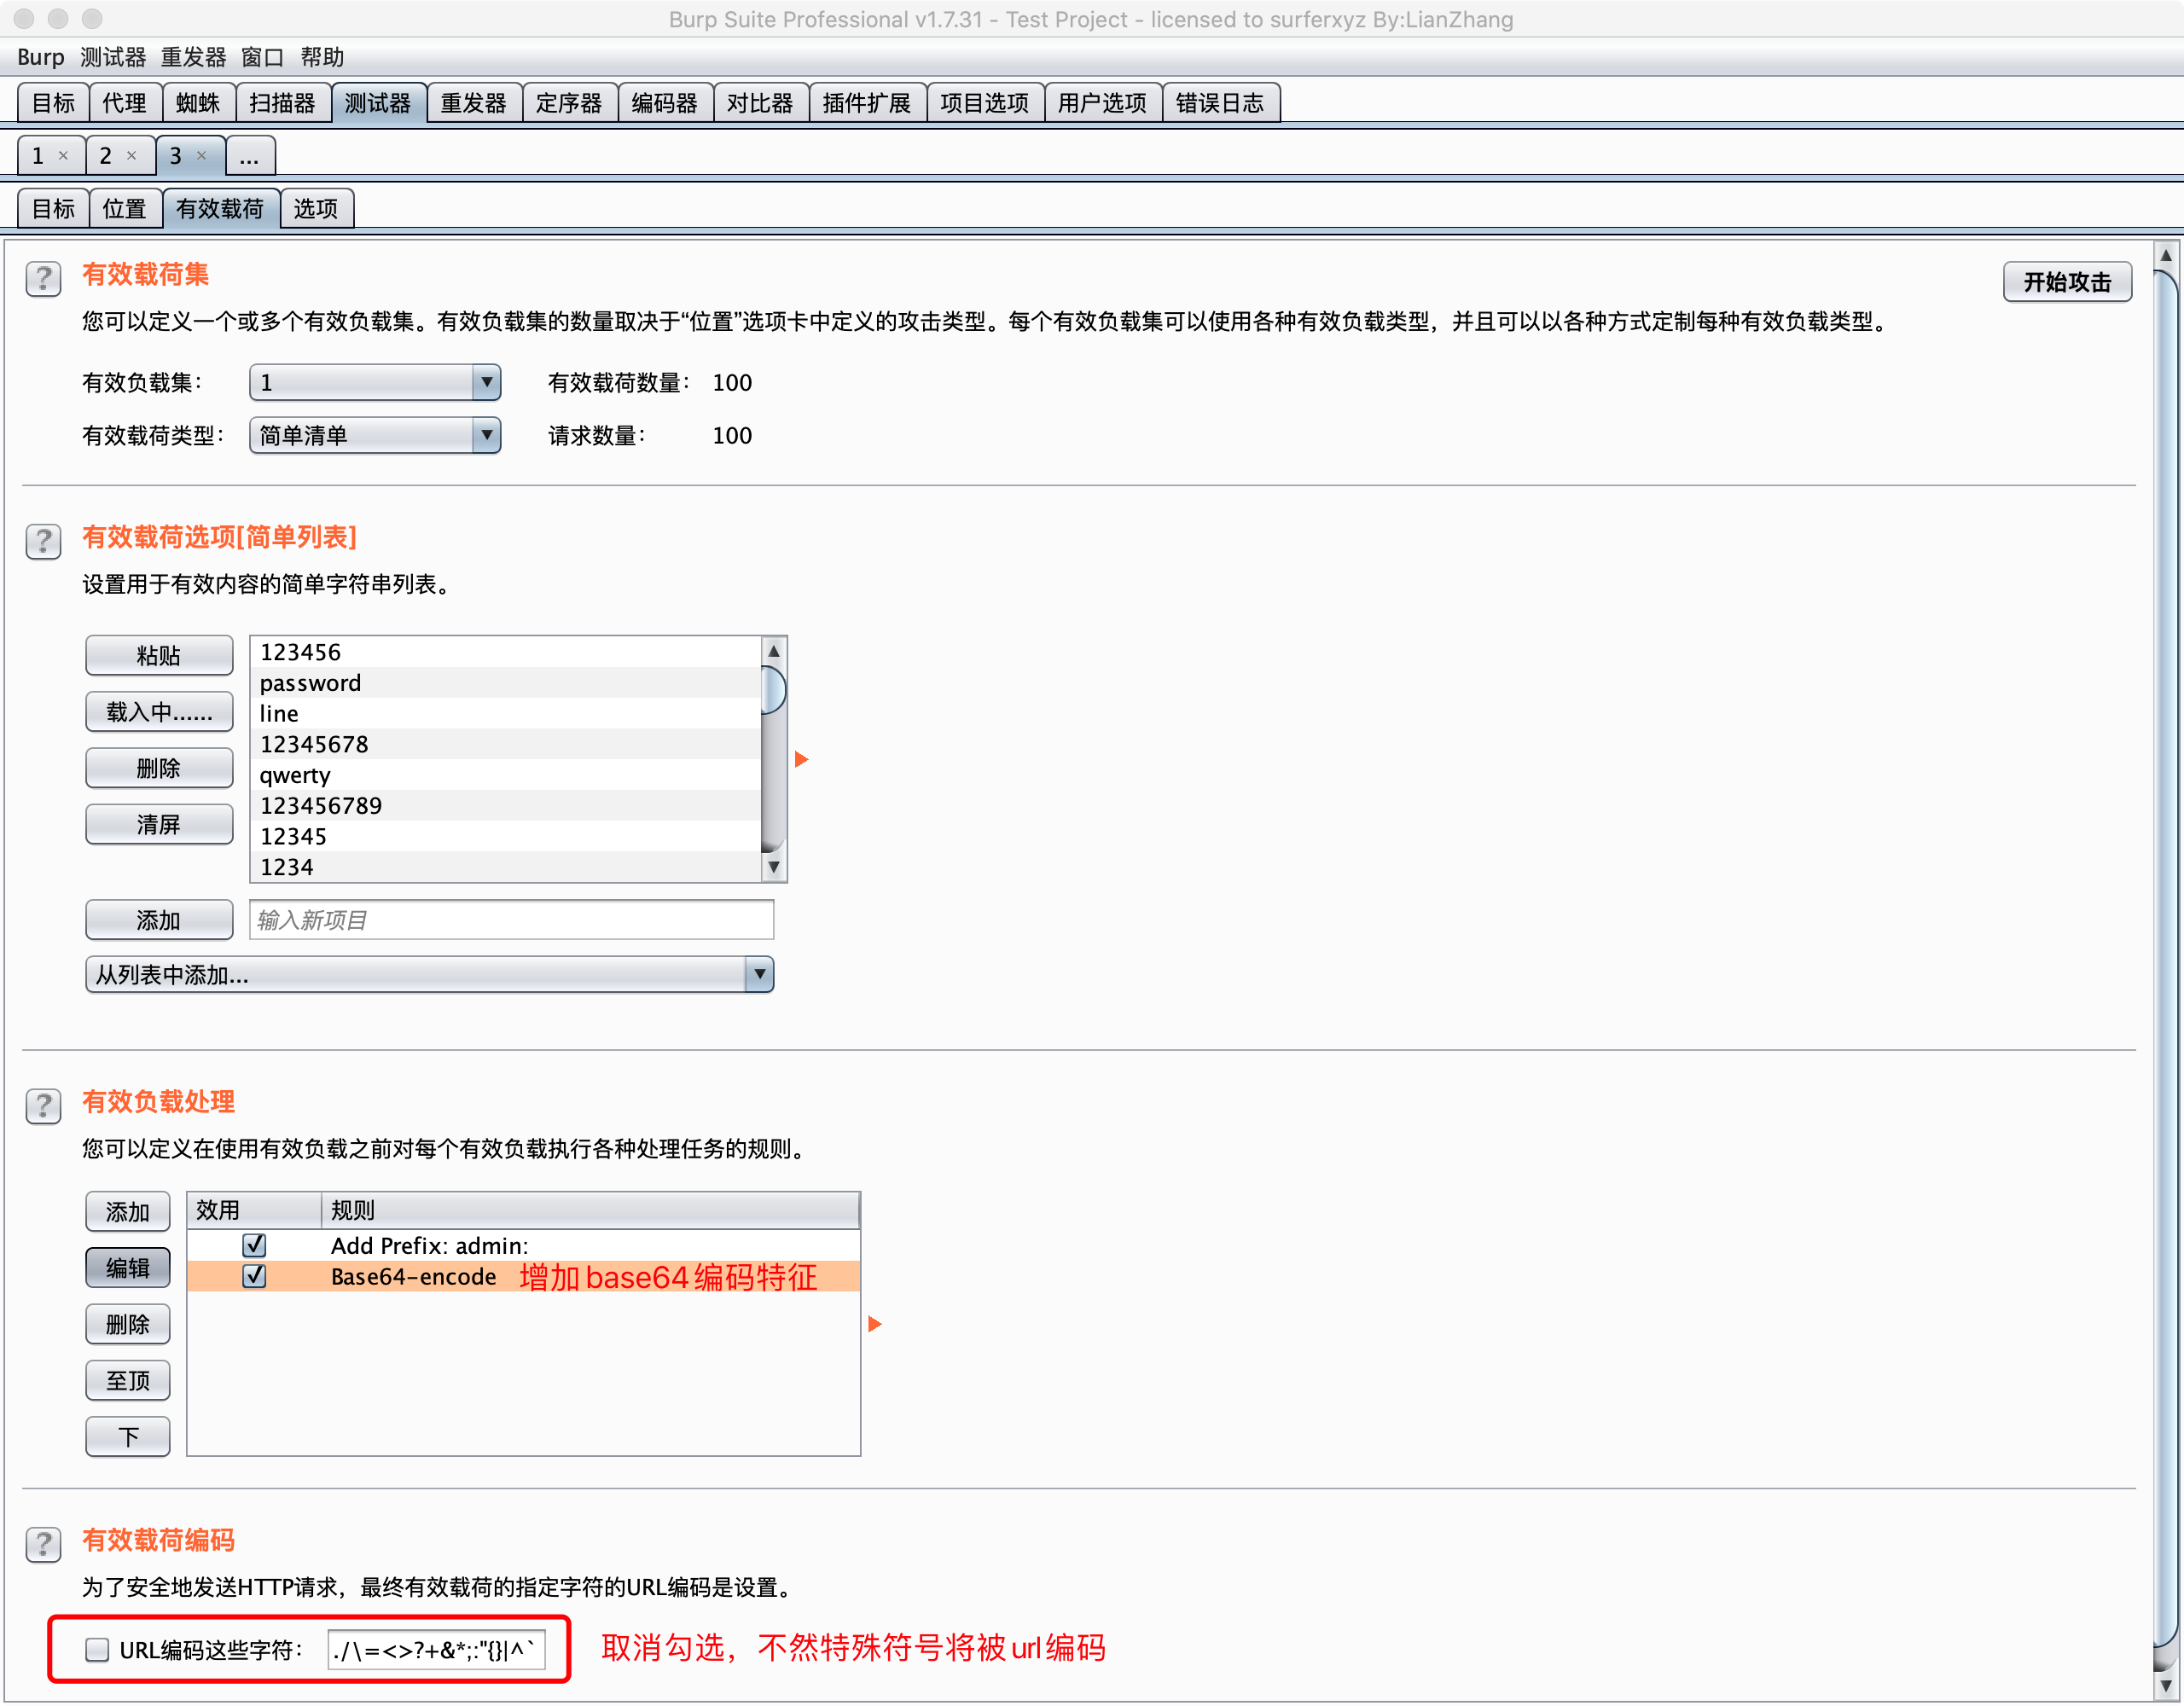 Burp Suite Professional v1.7.31 - Test Project - licensed to surferxyz By:LianZhang
Burp 测试器 重发器 窗口 帮助
目标 代理 蜘蛛 扫描器 测试器 重发器 定序器 编码器 对比器 插件扩展 项目选项 用户选项 错误日志
1 × 2 × 3 × ...
目标 位置 有效载荷 选项
? 有效载荷集
开始攻击
您可以定义一个或多个有效负载集。有效负载集的数量取决于“位置”选项卡中定义的攻击类型。每个有效负载集可以使用各种有效负载类型，并且可以以各种方式定制每种有效负载类型。
有效负载集： 1 有效载荷数量： 100
有效载荷类型： 简单清单 请求数量： 100
? 有效载荷选项[简单列表]
设置用于有效内容的简单字符串列表。
粘贴
载入中......
删除
清屏
123456
password
line
12345678
qwerty
123456789
12345
1234
添加 输入新项目
从列表中添加...
? 有效负载处理
您可以定义在使用有效负载之前对每个有效负载执行各种处理任务的规则。
添加
编辑
删除
至顶
下
效用 规则
Add Prefix: admin:
Base64-encode 增加base64编码特征
? 有效载荷编码
为了安全地发送HTTP请求，最终有效载荷的指定字符的URL编码是设置。
URL编码这些字符： ./\=<>?+&*;:"{}|^`
取消勾选，不然特殊符号将被url编码